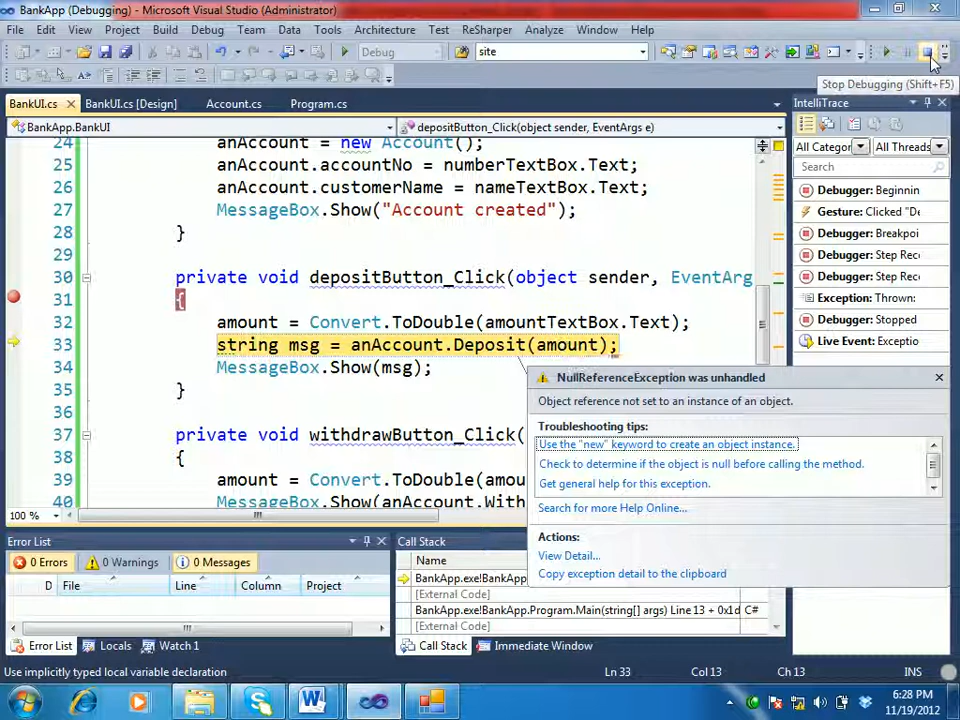 BankApp (Debugging) - Microsoft Visual Studio (Administrator)
File Edit View Project Build Debug Team Data Tools Architecture Test ReSharper Analyze Window Help
Debug site
Stop Debugging (Shift+F5)
BankUI.cs BankUI.cs [Design] Account.cs Program.cs
BankApp.BankUI depositButton_Click(object sender, EventArgs e)
24 anAccount = new Account();
25 anAccount.accountNo = numberTextBox.Text;
26 anAccount.customerName = nameTextBox.Text;
27 MessageBox.Show("Account created");
28 }
29
30 private void depositButton_Click(object sender, EventArg
31 {
32 amount = Convert.ToDouble(amountTextBox.Text);
33 string msg = anAccount.Deposit(amount);
34 MessageBox.Show(msg);
35 }
36
37 private void withdrawButton_Click(
38 {
39 amount = Convert.ToDouble(amou
40 MessageBox.Show(anAccount.With
100 %
IntelliTrace
All Categor All Threads
Search
Debugger: Beginnin
Gesture: Clicked "De
Debugger: Breakpoi
Debugger: Step Reco
Debugger: Step Reco
Exception: Thrown:
Debugger: Stopped
Live Event: Exceptio
NullReferenceException was unhandled
Object reference not set to an instance of an object.
Troubleshooting tips:
Use the "new" keyword to create an object instance.
Check to determine if the object is null before calling the method.
Get general help for this exception.
Search for more Help Online...
Actions:
View Detail...
Copy exception detail to the clipboard
Error List
0 Errors 0 Warnings 0 Messages
D File Line Column Project
Error List Locals Watch 1
Call Stack
Name
BankApp.exe!BankApp
[External Code]
BankApp.exe!BankApp.Program.Main(string[] args) Line 13 + 0x1d C#
[External Code]
Call Stack Immediate Window
Use implicitly typed local variable declaration Ln 33 Col 13 Ch 13 INS
6:28 PM
11/19/2012